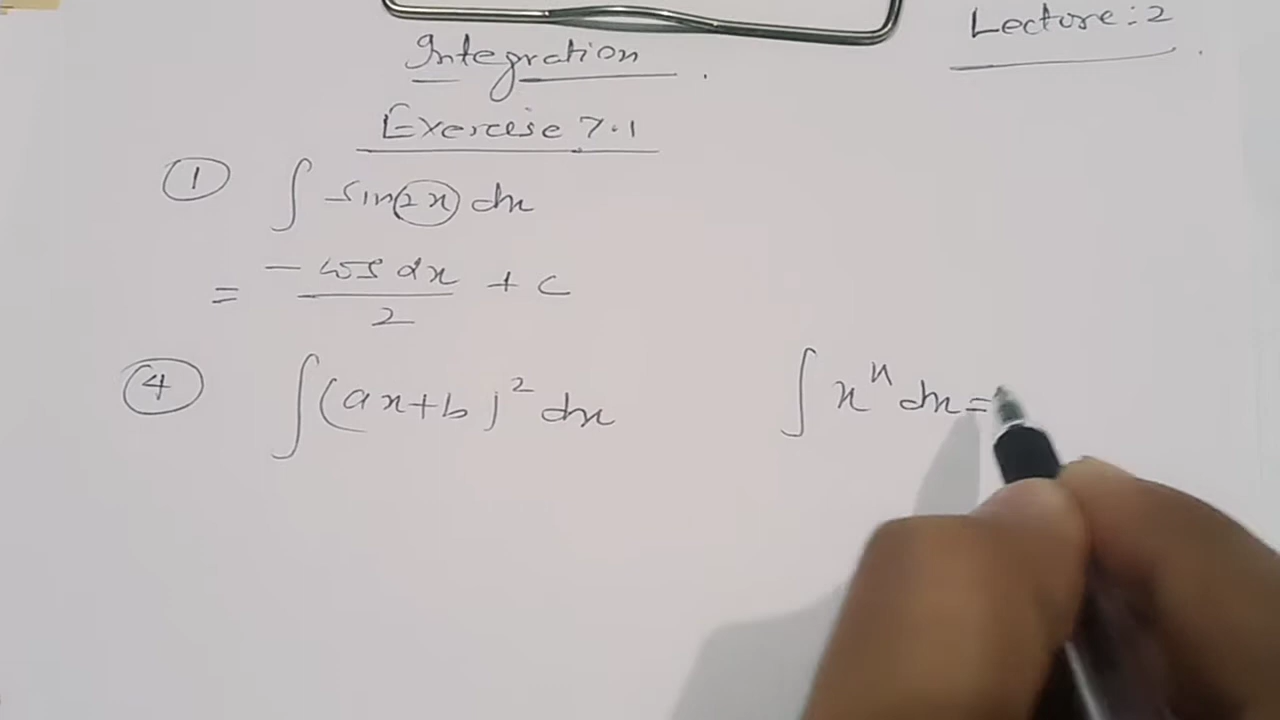 Lecture: 2
Integration
Exercise 7.1
① ∫ sin 2x dx
= - cos 2x / 2 + c
④ ∫ (ax+b)² dx
∫ xⁿ dx =